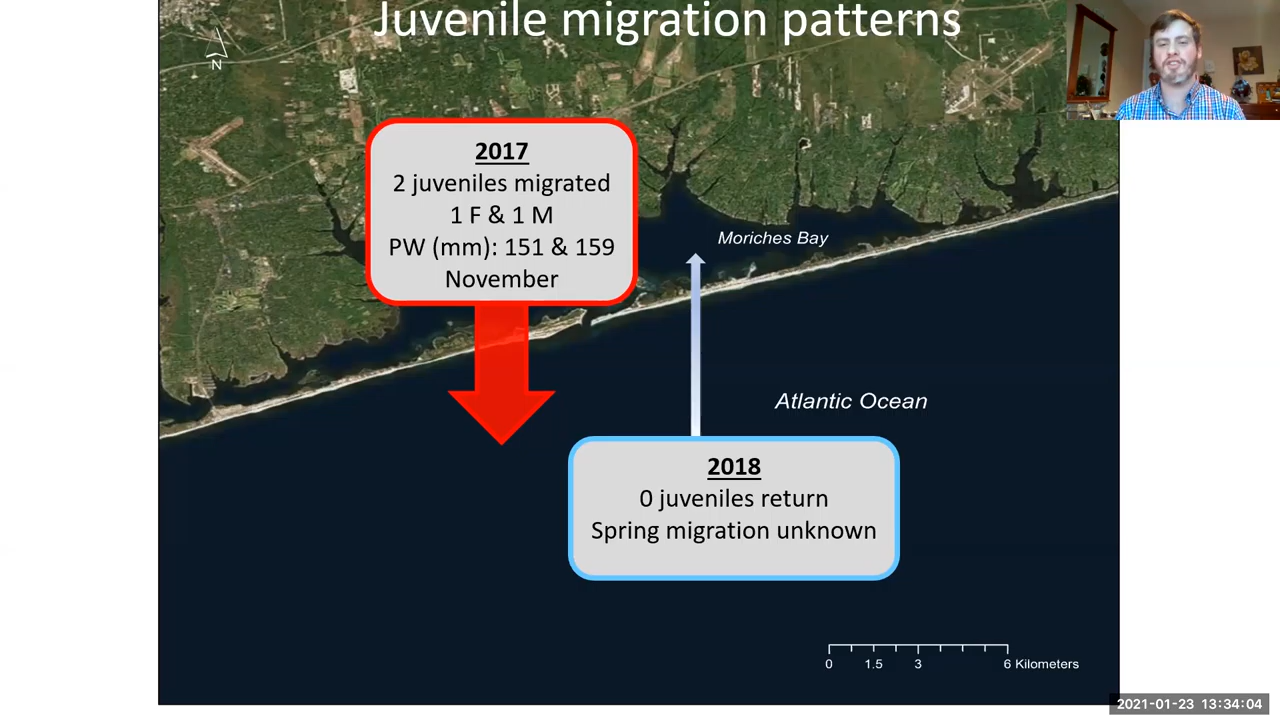 Juvenile migration patterns
N
2017
2 juveniles migrated
1 F & 1 M
PW (mm): 151 & 159
November
Moriches Bay
Atlantic Ocean
2018
0 juveniles return
Spring migration unknown
0 1.5 3 6 Kilometers
2021-01-23 13:34:04